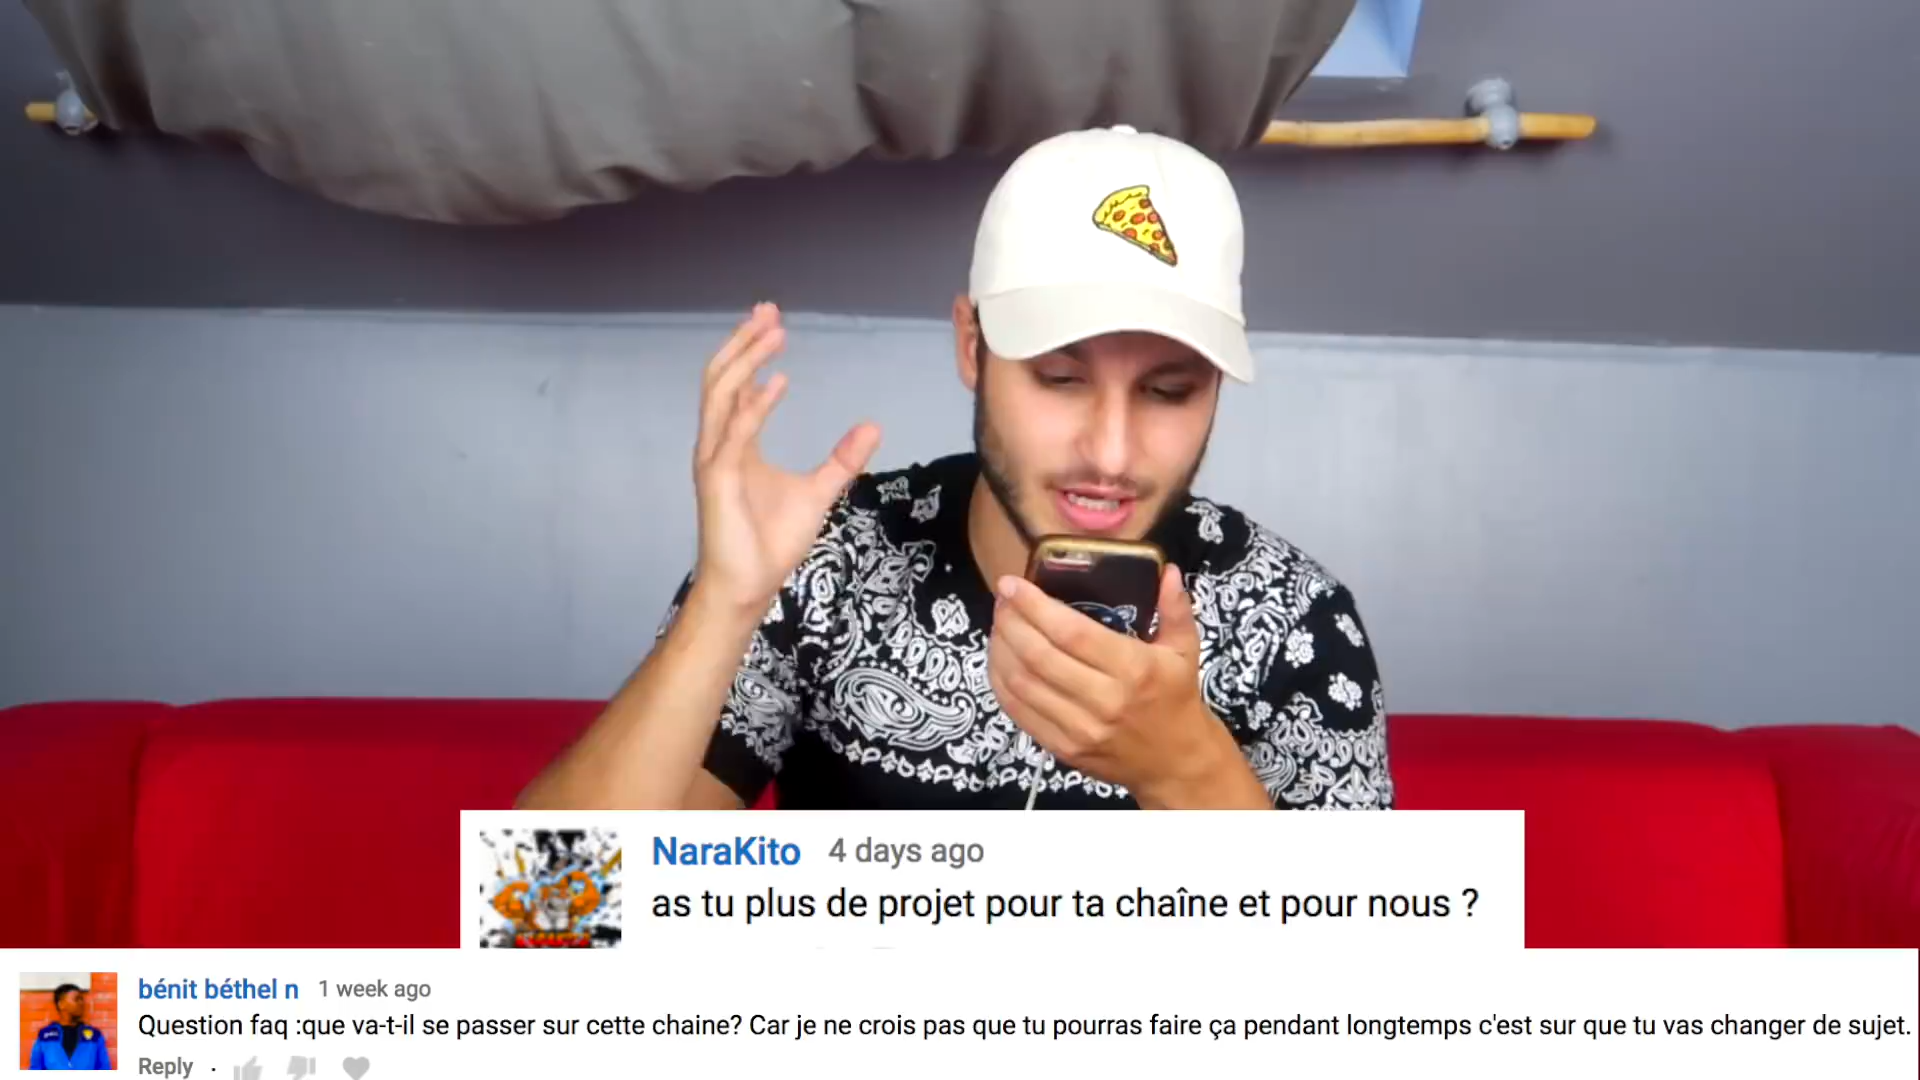 NaraKito 4 days ago
as tu plus de projet pour ta chaîne et pour nous ?
bénit béthel n 1 week ago
Question faq :que va-t-il se passer sur cette chaine? Car je ne crois pas que tu pourras faire ça pendant longtemps c'est sur que tu vas changer de sujet.
Reply